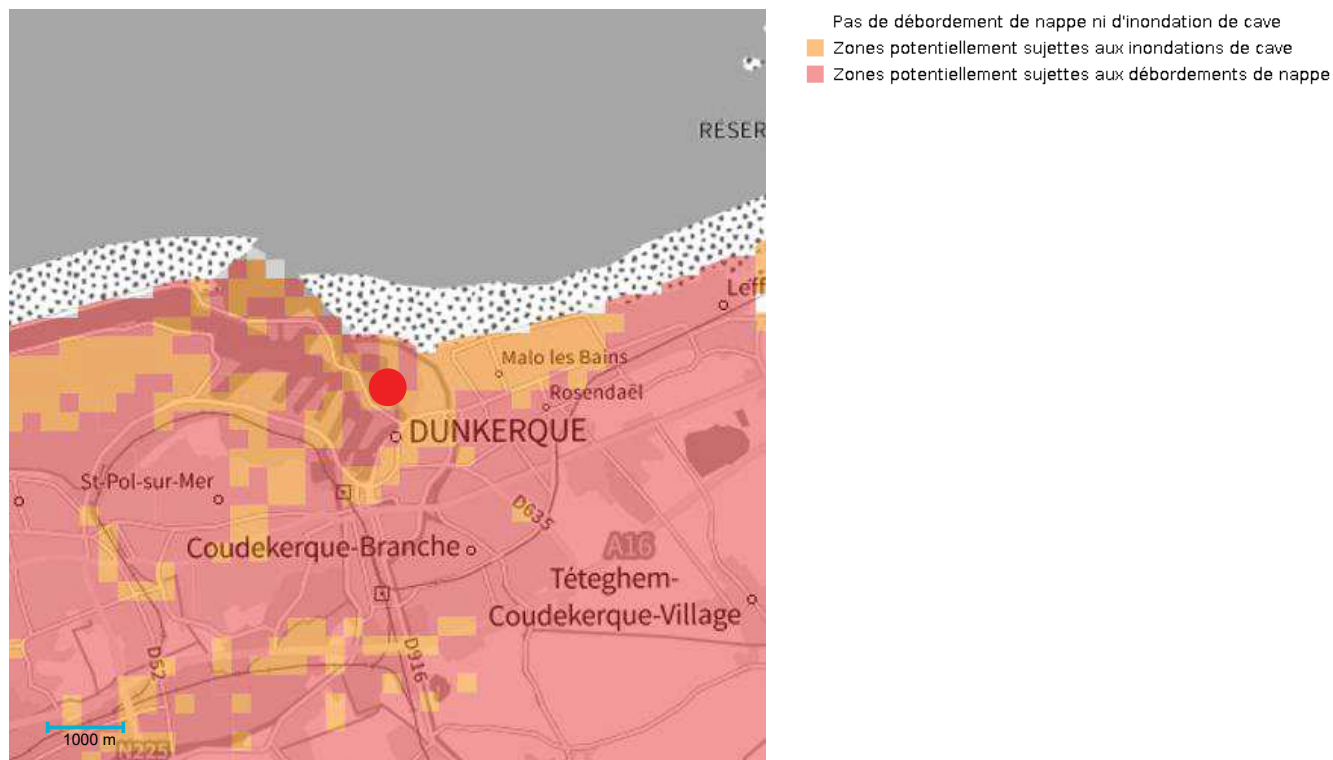 Pas de débordement de nappe ni d'inondation de cave
Zones potentiellement sujettes aux inondations de cave
Zones potentiellement sujettes aux débordements de nappe
RÉSER
Leff
Malo les Bains
Rosendaël
DUNKERQUE
St-Pol-sur-Mer
D635
Coudekerque-Branche
A16
Téteghem-
Coudekerque-Village
D52
D916
1000 m
N225